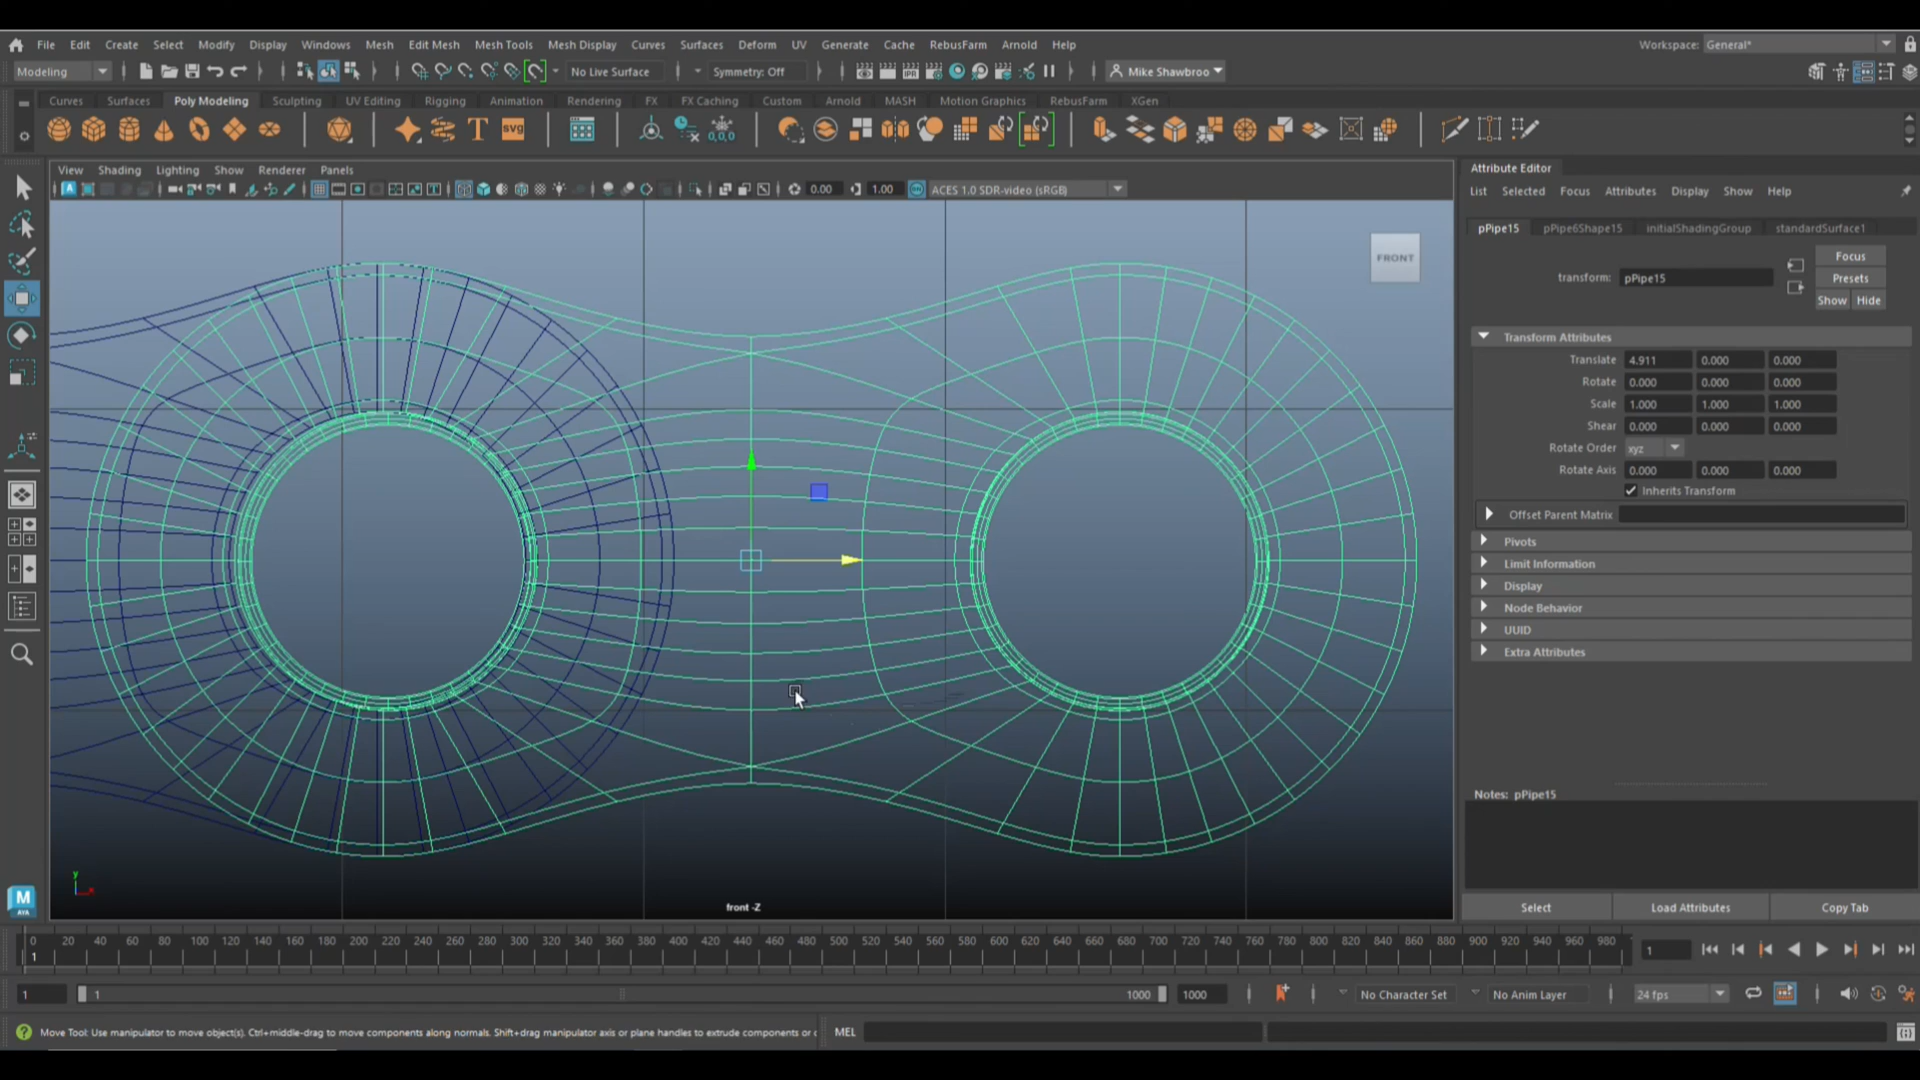 File Edit Create Select Modify Display Windows Mesh Edit Mesh Mesh Tools Mesh Display Curves Surfaces Deform UV Generate Cache RebusFarm Arnold Help Workspace: General*
Modeling No Live Surface Symmetry: Off IPR Mike Shawbroo
Curves Surfaces Poly Modeling Sculpting UV Editing Rigging Animation Rendering FX FX Caching Custom Arnold MASH Motion Graphics RebusFarm Arnold XGen
T SVG 0,0,0
View Shading Lighting Show Renderer Panels
0.00 1.00 ACES 1.0 SDR-video (sRGB)
FRONT
y
x
front -Z
M
AYA
Attribute Editor
List Selected Focus Attributes Display Show Help
pPipe15 pPipe6Shape15 initialShadingGroup standardSurface1
Focus
transform: pPipe15 Presets
Show Hide
Transform Attributes
Translate 4.911 0.000 0.000
Rotate 0.000 0.000 0.000
Scale 1.000 1.000 1.000
Shear 0.000 0.000 0.000
Rotate Order xyz
Rotate Axis 0.000 0.000 0.000
Inherits Transform
Offset Parent Matrix
Pivots
Limit Information
Display
Node Behavior
UUID
Extra Attributes
Notes: pPipe15
Select Load Attributes Copy Tab
0 20 40 60 80 100 120 140 160 180 200 220 240 260 280 300 320 340 360 380 400 420 440 460 480 500 520 540 560 580 600 620 640 660 680 700 720 740 760 780 800 820 840 860 880 900 920 940 960 980
1 1
1 1 1000 1000 No Character Set No Anim Layer 24 fps
Move Tool: Use manipulator to move object(s). Ctrl+middle-drag to move components along normals. Shift+drag manipulator axis or plane handles to extrude components or MEL